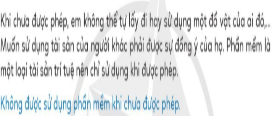 Khi chưa được phép, em không thể tự lấy đi hay sử dụng một đồ vật của ai đó,...
Muốn sử dụng tài sản của người khác phải được sự đồng ý của họ. Phần mềm là
một loại tài sản trí tuệ nên chỉ sử dụng khi được phép.
Không được sử dụng phần mềm khi chưa được phép.